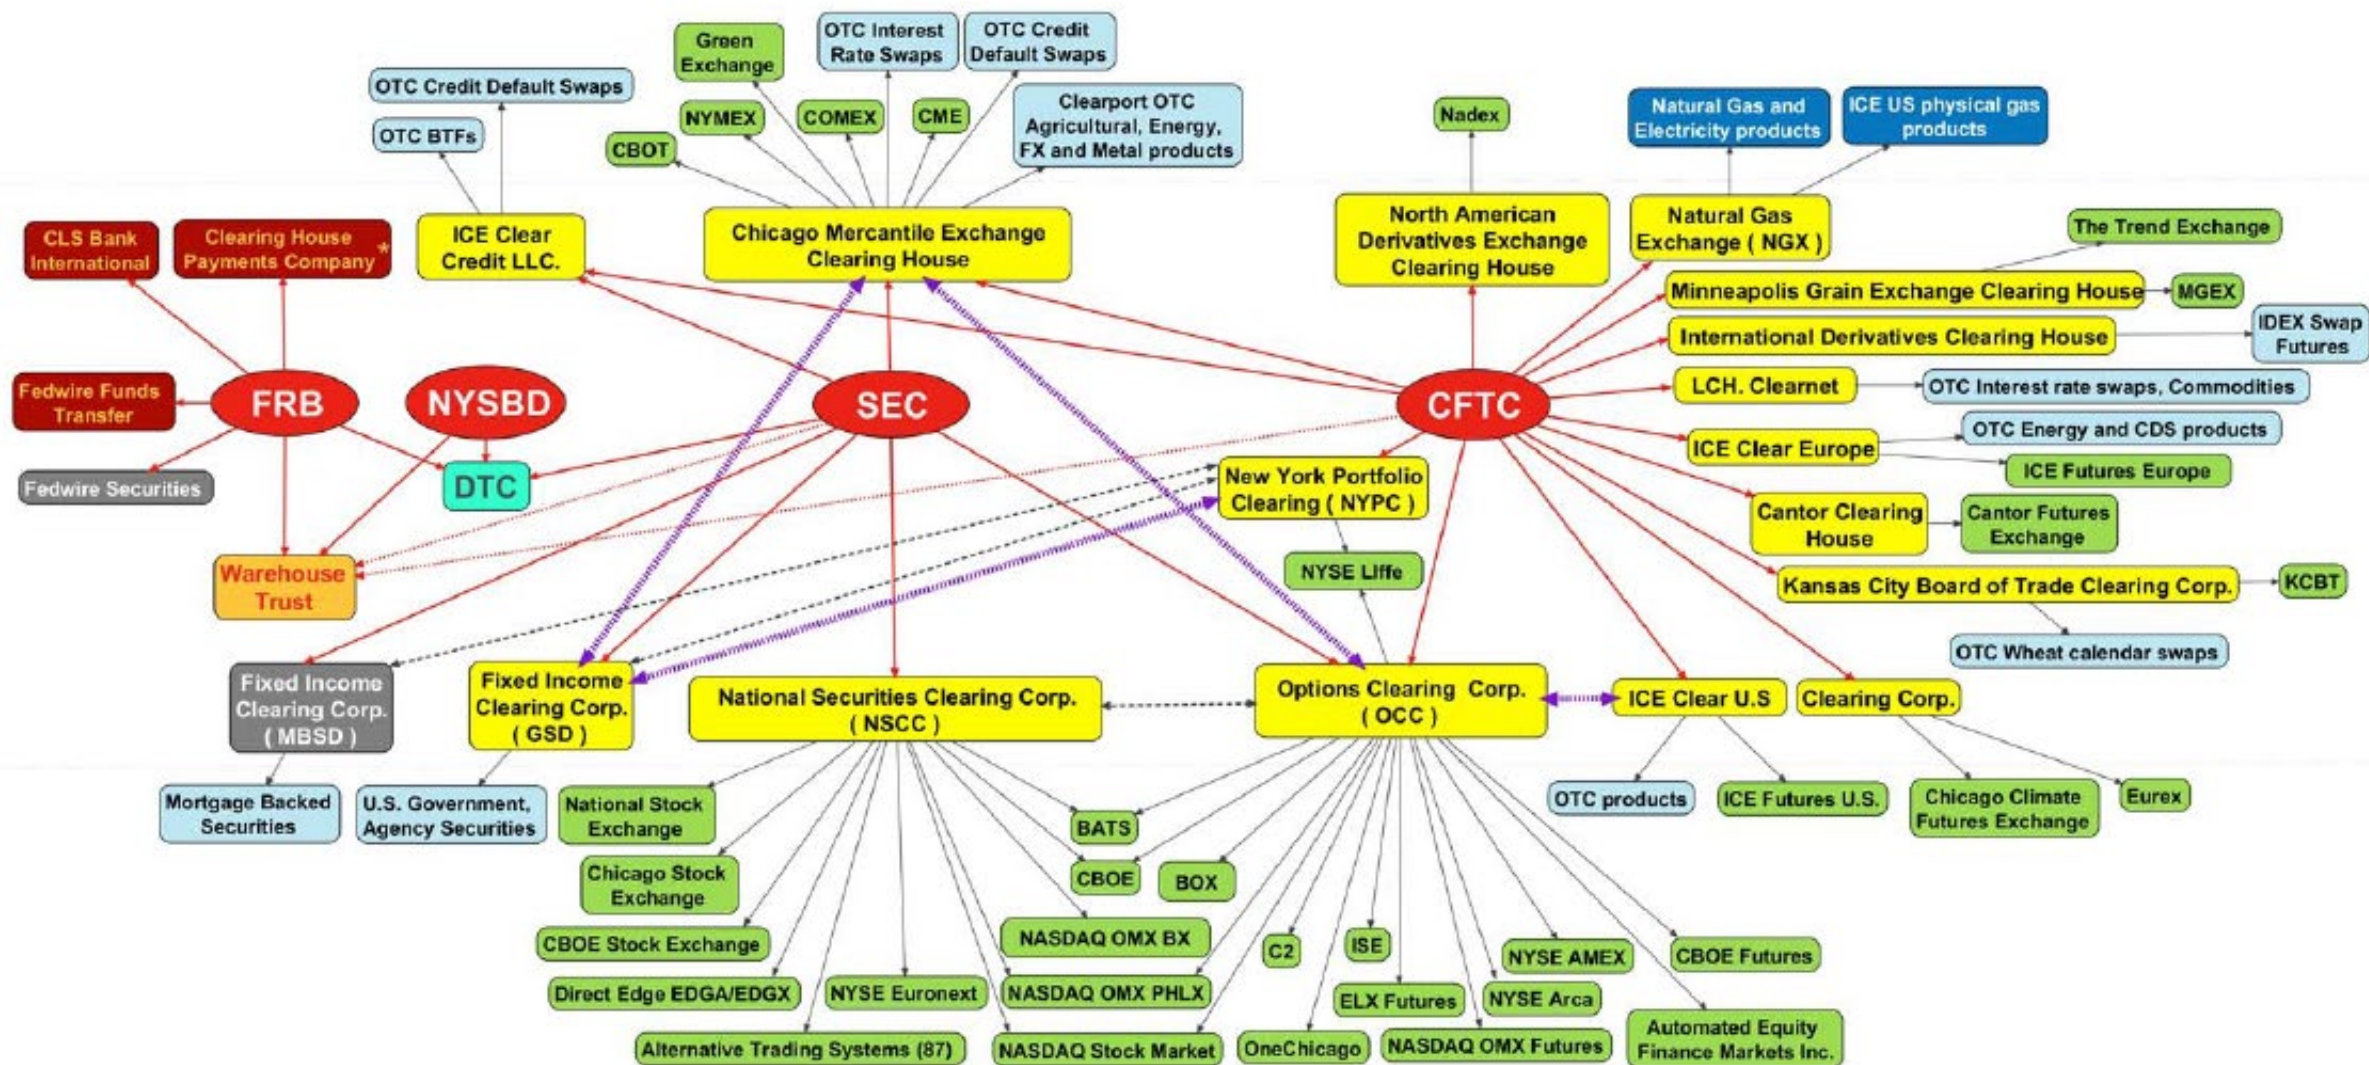 Green
Exchange
OTC Interest
Rate Swaps
OTC Credit
Default Swaps
OTC Credit Default Swaps
OTC BTFs
CBOT
NYMEX
COMEX
CME
Clearport OTC
Agricultural, Energy,
FX and Metal products
Nadex
Natural Gas and
Electricity products
ICE US physical gas
products
CLS Bank
International
Clearing House
Payments Company *
ICE Clear
Credit LLC.
Chicago Mercantile Exchange
Clearing House
North American
Derivatives Exchange
Clearing House
Natural Gas
Exchange ( NGX )
The Trend Exchange
Minneapolis Grain Exchange Clearing House
MGEX
International Derivatives Clearing House
IDEX Swap
Futures
Fedwire Funds
Transfer
FRB
NYSBD
SEC
CFTC
LCH. Clearnet
OTC Interest rate swaps, Commodities
ICE Clear Europe
OTC Energy and CDS products
ICE Futures Europe
Fedwire Securities
DTC
New York Portfolio
Clearing ( NYPC )
Cantor Clearing
House
Cantor Futures
Exchange
Warehouse
Trust
NYSE LIffe
Kansas City Board of Trade Clearing Corp.
KCBT
OTC Wheat calendar swaps
Fixed Income
Clearing Corp.
( MBSD )
Fixed Income
Clearing Corp.
( GSD )
National Securities Clearing Corp.
( NSCC )
Options Clearing Corp.
( OCC )
ICE Clear U.S
Clearing Corp.
Mortgage Backed
Securities
U.S. Government,
Agency Securities
National Stock
Exchange
BATS
OTC products
ICE Futures U.S.
Chicago Climate
Futures Exchange
Eurex
Chicago Stock
Exchange
CBOE
BOX
CBOE Stock Exchange
NASDAQ OMX BX
C2
ISE
NYSE AMEX
CBOE Futures
Direct Edge EDGA/EDGX
NYSE Euronext
NASDAQ OMX PHLX
ELX Futures
NYSE Arca
Alternative Trading Systems (87)
NASDAQ Stock Market
OneChicago
NASDAQ OMX Futures
Automated Equity
Finance Markets Inc.